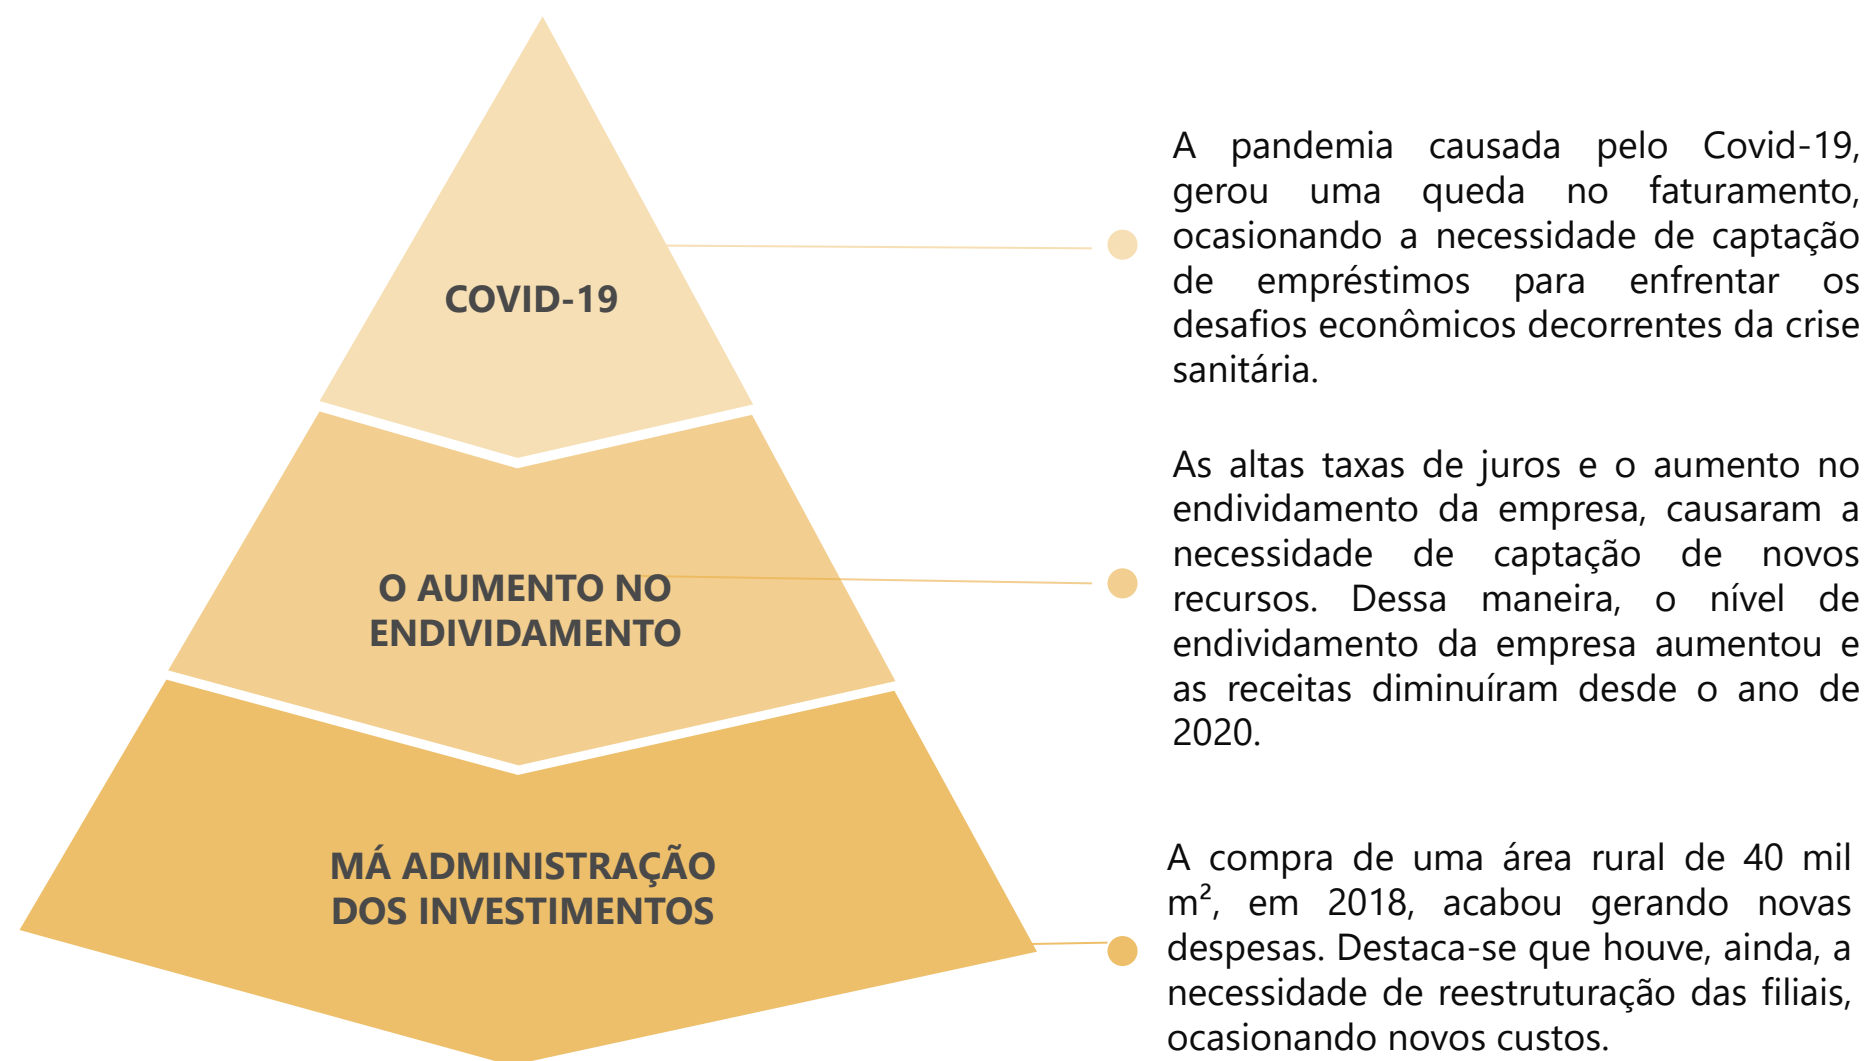 COVID-19
A pandemia causada pelo Covid-19,
gerou uma queda no faturamento,
ocasionando a necessidade de captação
de empréstimos para enfrentar os
desafios econômicos decorrentes da crise
sanitária.
O AUMENTO NO
ENDIVIDAMENTO
As altas taxas de juros e o aumento no
endividamento da empresa, causaram a
necessidade de captação de novos
recursos. Dessa maneira, o nível de
endividamento da empresa aumentou e
as receitas diminuíram desde o ano de
2020.
MÁ ADMINISTRAÇÃO
DOS INVESTIMENTOS
A compra de uma área rural de 40 mil
m², em 2018, acabou gerando novas
despesas. Destaca-se que houve, ainda, a
necessidade de reestruturação das filiais,
ocasionando novos custos.